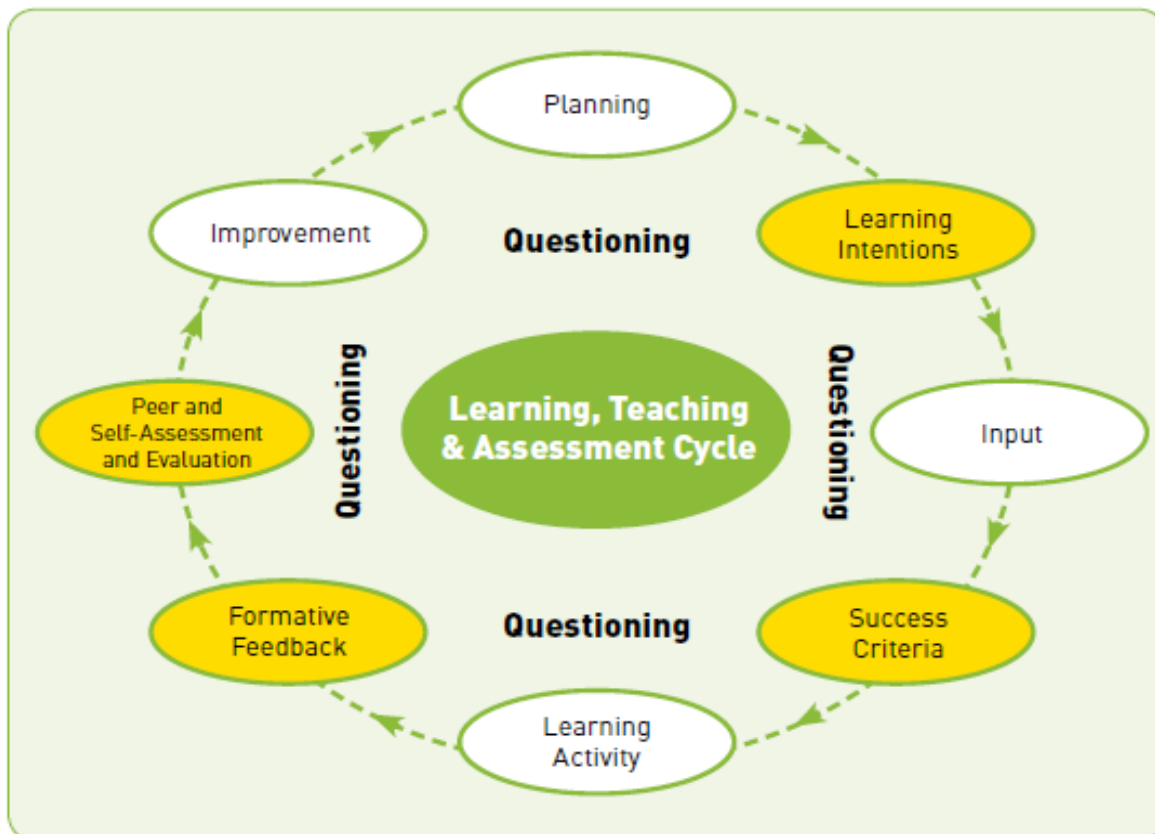 Planning
Learning
Intentions
Improvement
Questioning
Questioning
Learning, Teaching
& Assessment Cycle
Questioning
Input
Peer and
Self-Assessment
and Evaluation
Formative
Feedback
Questioning
Success
Criteria
Learning
Activity